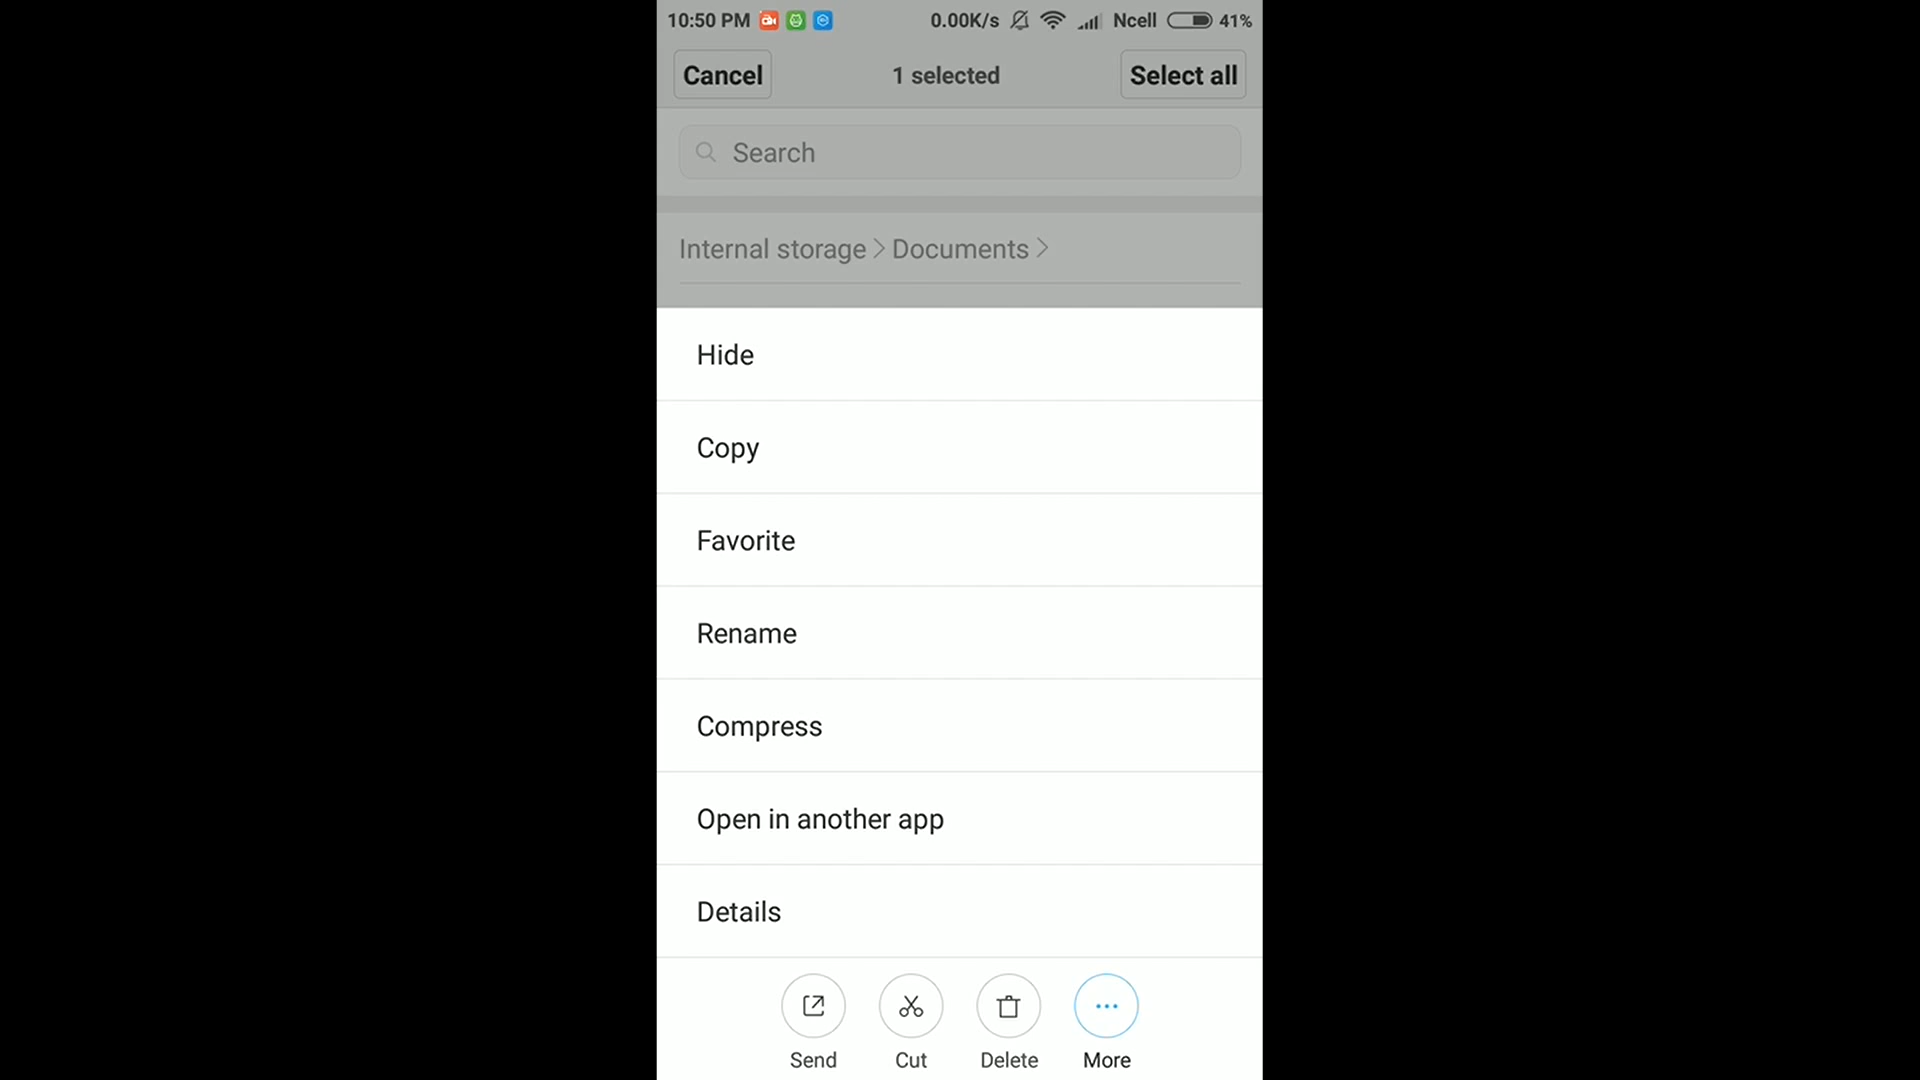 10:50 PM 0.00K/s Ncell 41%
Cancel 1 selected Select all
Search
Internal storage > Documents >
Hide
Copy
Favorite
Rename
Compress
Open in another app
Details
Send Cut Delete More